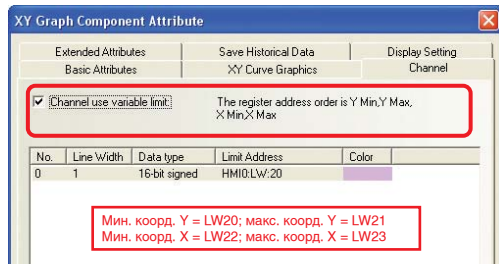 XY Graph Component Attribute
Extended Attributes Save Historical Data Display Setting
Basic Attributes XY Curve Graphics Channel
Channel use variable limit: The register address order is Y Min,Y Max,
X Min,X Max
No. Line Width Data type Limit Address Color
0 1 16-bit signed HMI0:LW:20
Мин. коорд. Y = LW20; макс. коорд. Y = LW21
Мин. коорд. X = LW22; макс. коорд. X = LW23